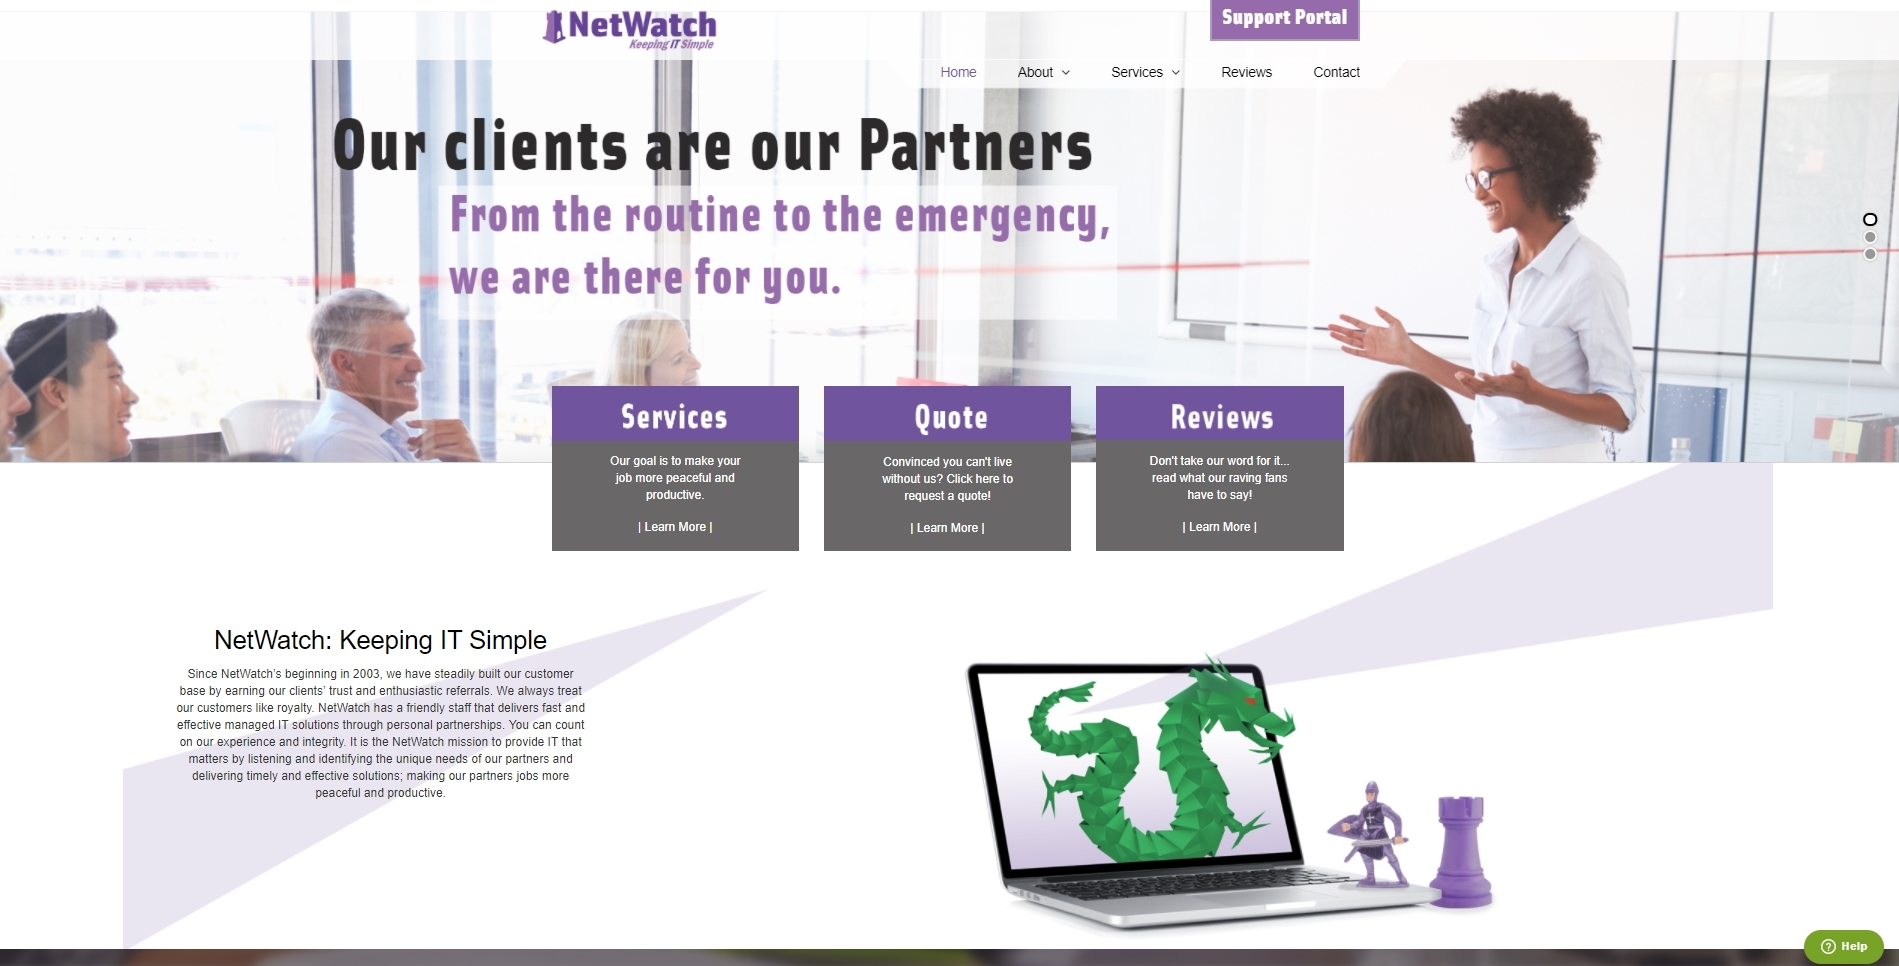 NetWatch
Keeping IT Simple
Support Portal
Home
About
Services
Reviews
Contact
Our clients are our Partners
From the routine to the emergency,
we are there for you.
Services
Our goal is to make your
job more peaceful and
productive.
| Learn More |
Quote
Convinced you can't live
without us? Click here to
request a quote!
| Learn More |
Reviews
Don't take our word for it...
read what our raving fans
have to say!
| Learn More |
NetWatch: Keeping IT Simple
Since NetWatch’s beginning in 2003, we have steadily built our customer
base by earning our clients’ trust and enthusiastic referrals. We always treat
our customers like royalty. NetWatch has a friendly staff that delivers fast and
effective managed IT solutions through personal partnerships. You can count
on our experience and integrity. It is the NetWatch mission to provide IT that
matters by listening and identifying the unique needs of our partners and
delivering timely and effective solutions; making our partners jobs more
peaceful and productive.
Help